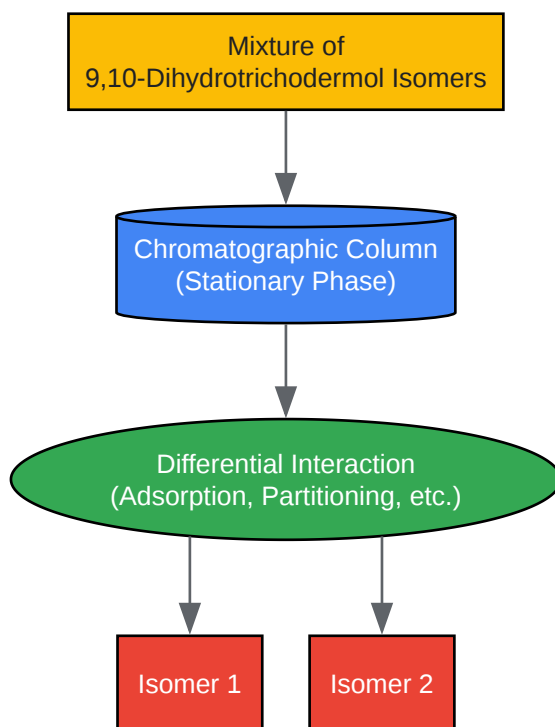 Mixture of
9,10-Dihydrotrichodermol Isomers
Chromatographic Column
(Stationary Phase)
Differential Interaction
(Adsorption, Partitioning, etc.)
Isomer 1
Isomer 2